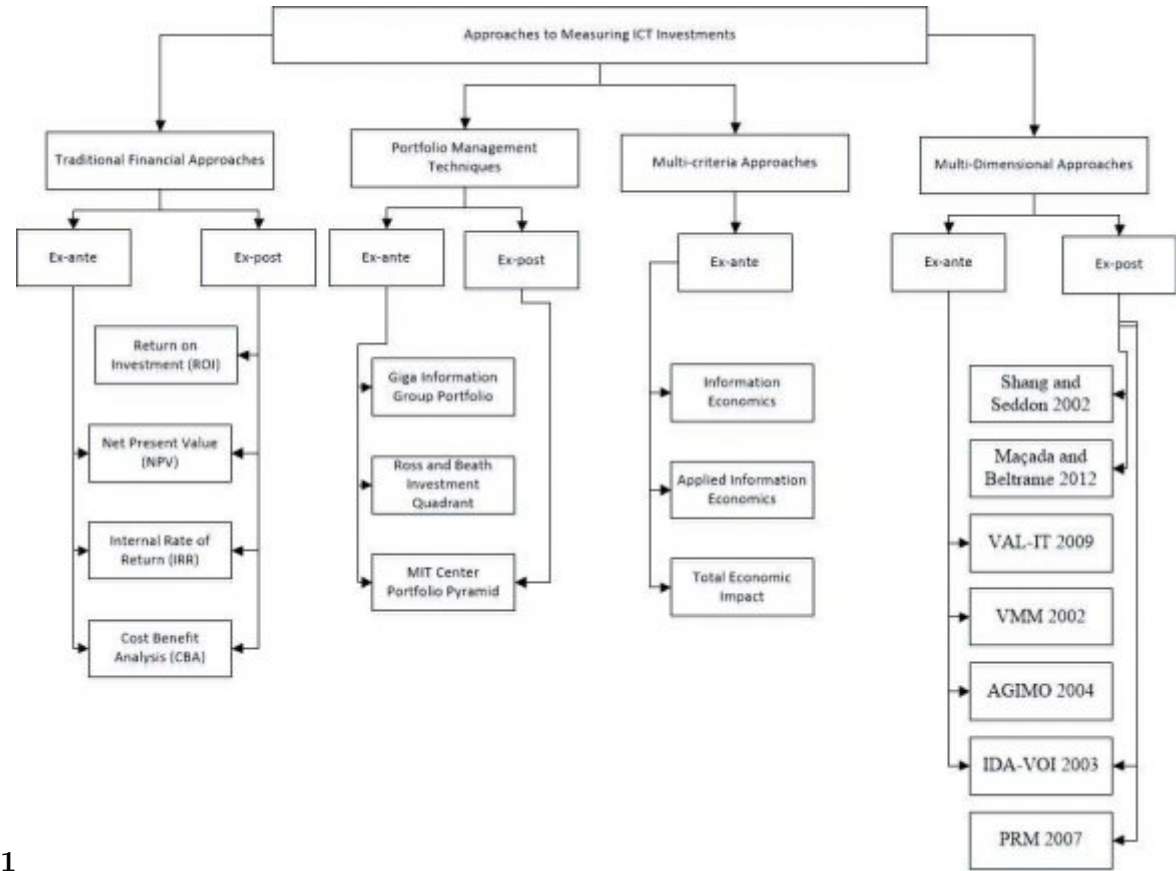 Approaches to Measuring ICT Investments
Traditional Financial Approaches
Portfolio Management
Techniques
Multi-criteria Approaches
Multi-Dimensional Approaches
Ex-ante
Ex-post
Ex-ante
Ex-post
Ex-ante
Ex-ante
Ex-post
Return on
Investment (ROI)
Net Present Value
(NPV)
Internal Rate of
Return (IRR)
Cost Benefit
Analysis (CBA)
Giga Information
Group Portfolio
Ross and Beath
Investment
Quadrant
MIT Center
Portfolio Pyramid
Information
Economics
Applied Information
Economics
Total Economic
Impact
Shang and
Seddon 2002
Maçada and
Beltrame 2012
VAL-IT 2009
VMM 2002
AGIMO 2004
IDA-VOI 2003
PRM 2007
1